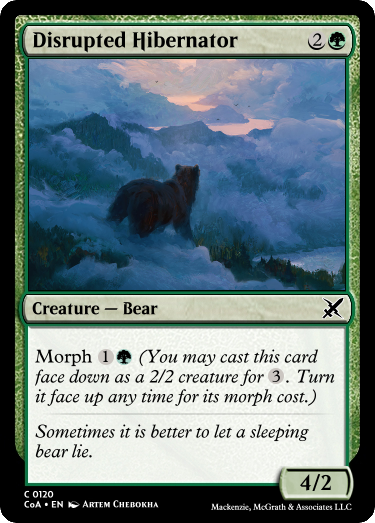 Disrupted Hibernator 2
Creature — Bear
Morph 1 (You may cast this card
face down as a 2/2 creature for 3. Turn
it face up any time for its morph cost.)
Sometimes it is better to let a sleeping
bear lie.
4/2
C 0120
CoA • EN Artem Chebokha
Mackenzie, McGrath & Associates LLC